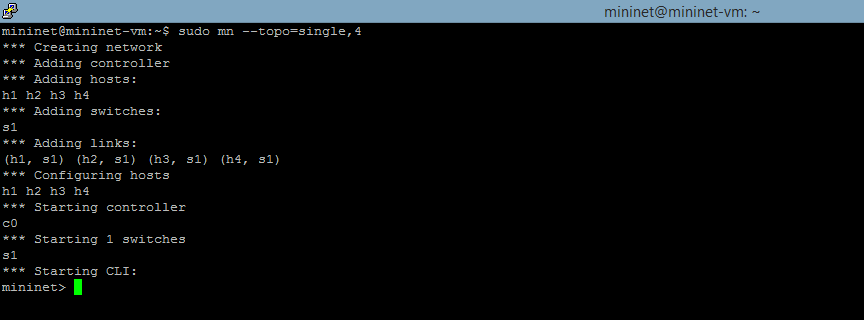 mininet@mininet-vm: ~
mininet@mininet-vm:~$ sudo mn --topo=single,4
*** Creating network
*** Adding controller
*** Adding hosts:
h1 h2 h3 h4
*** Adding switches:
s1
*** Adding links:
(h1, s1) (h2, s1) (h3, s1) (h4, s1)
*** Configuring hosts
h1 h2 h3 h4
*** Starting controller
c0
*** Starting 1 switches
s1
*** Starting CLI:
mininet>